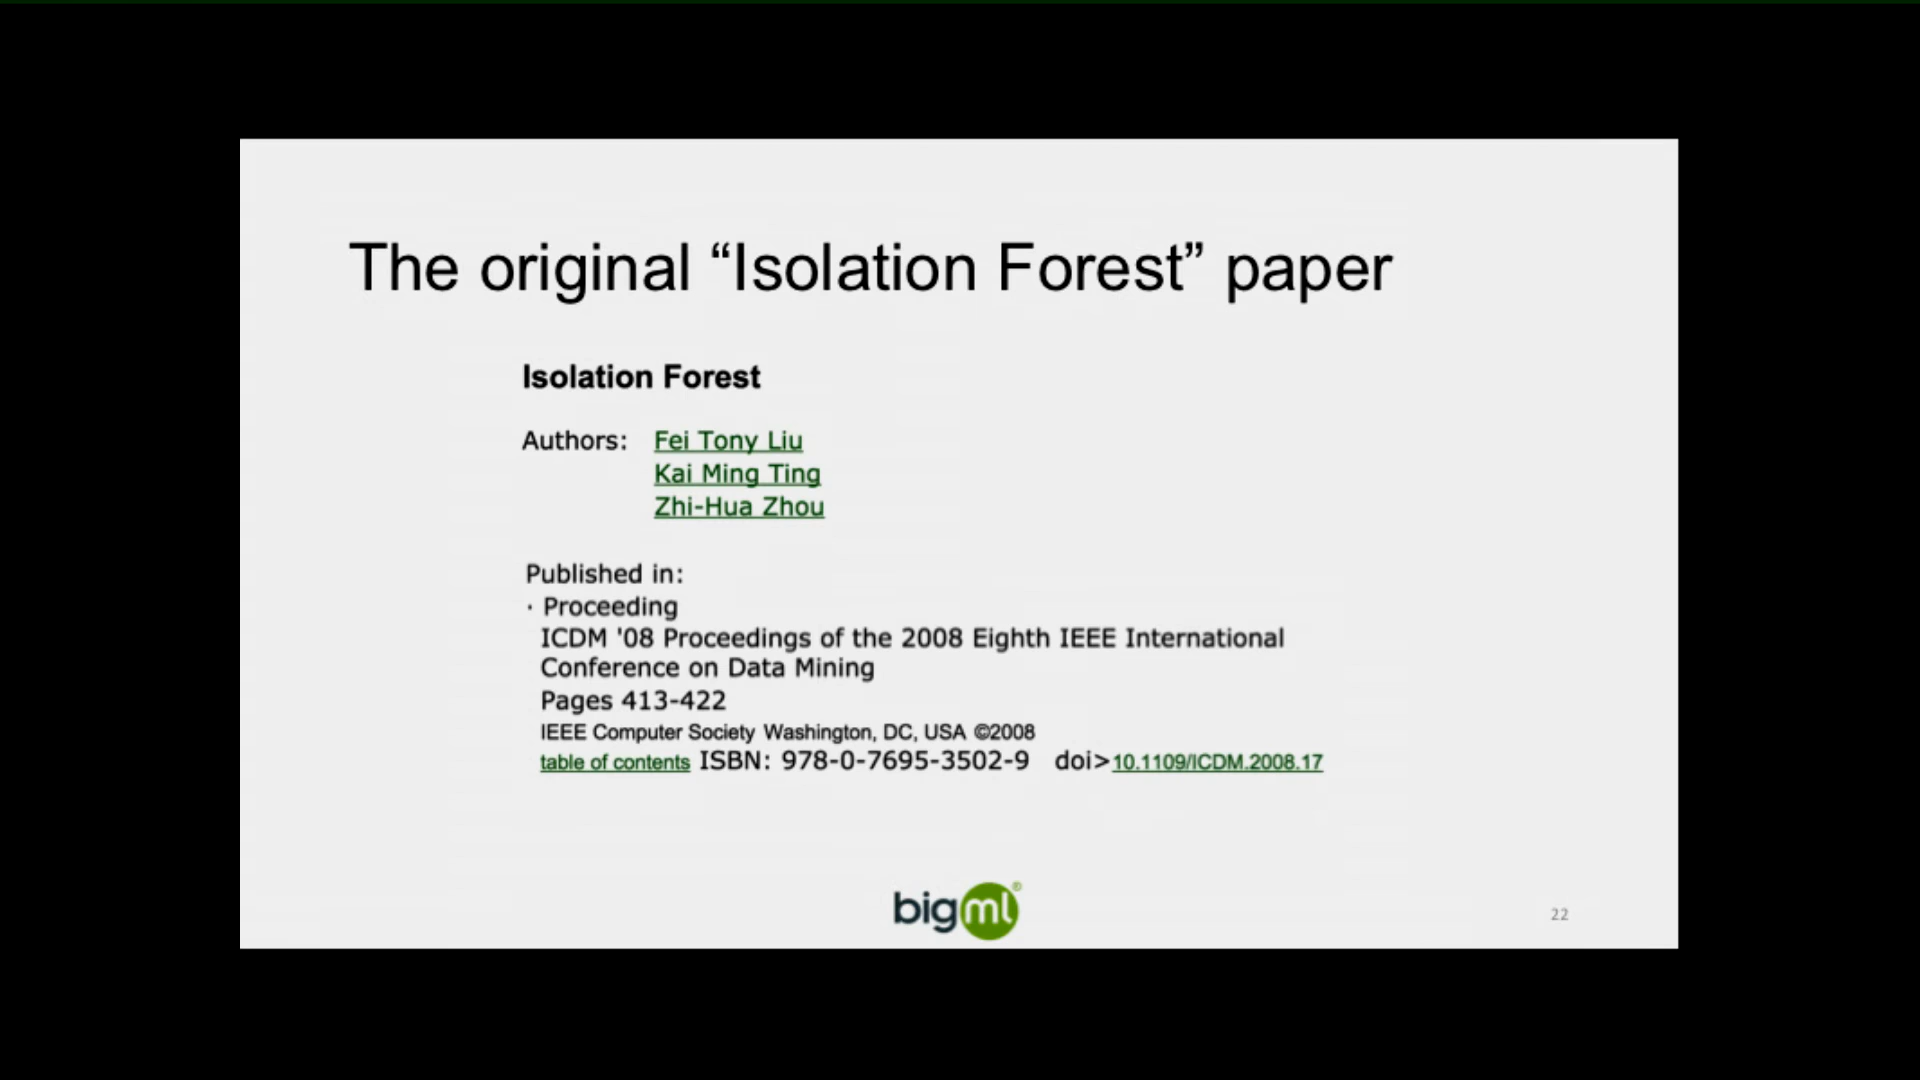 The original “Isolation Forest” paper
Isolation Forest
Authors: Fei Tony Liu
Kai Ming Ting
Zhi-Hua Zhou
Published in:
· Proceeding
ICDM '08 Proceedings of the 2008 Eighth IEEE International
Conference on Data Mining
Pages 413-422
IEEE Computer Society Washington, DC, USA ©2008
table of contents ISBN: 978-0-7695-3502-9 doi>10.1109/ICDM.2008.17
bigml®
22